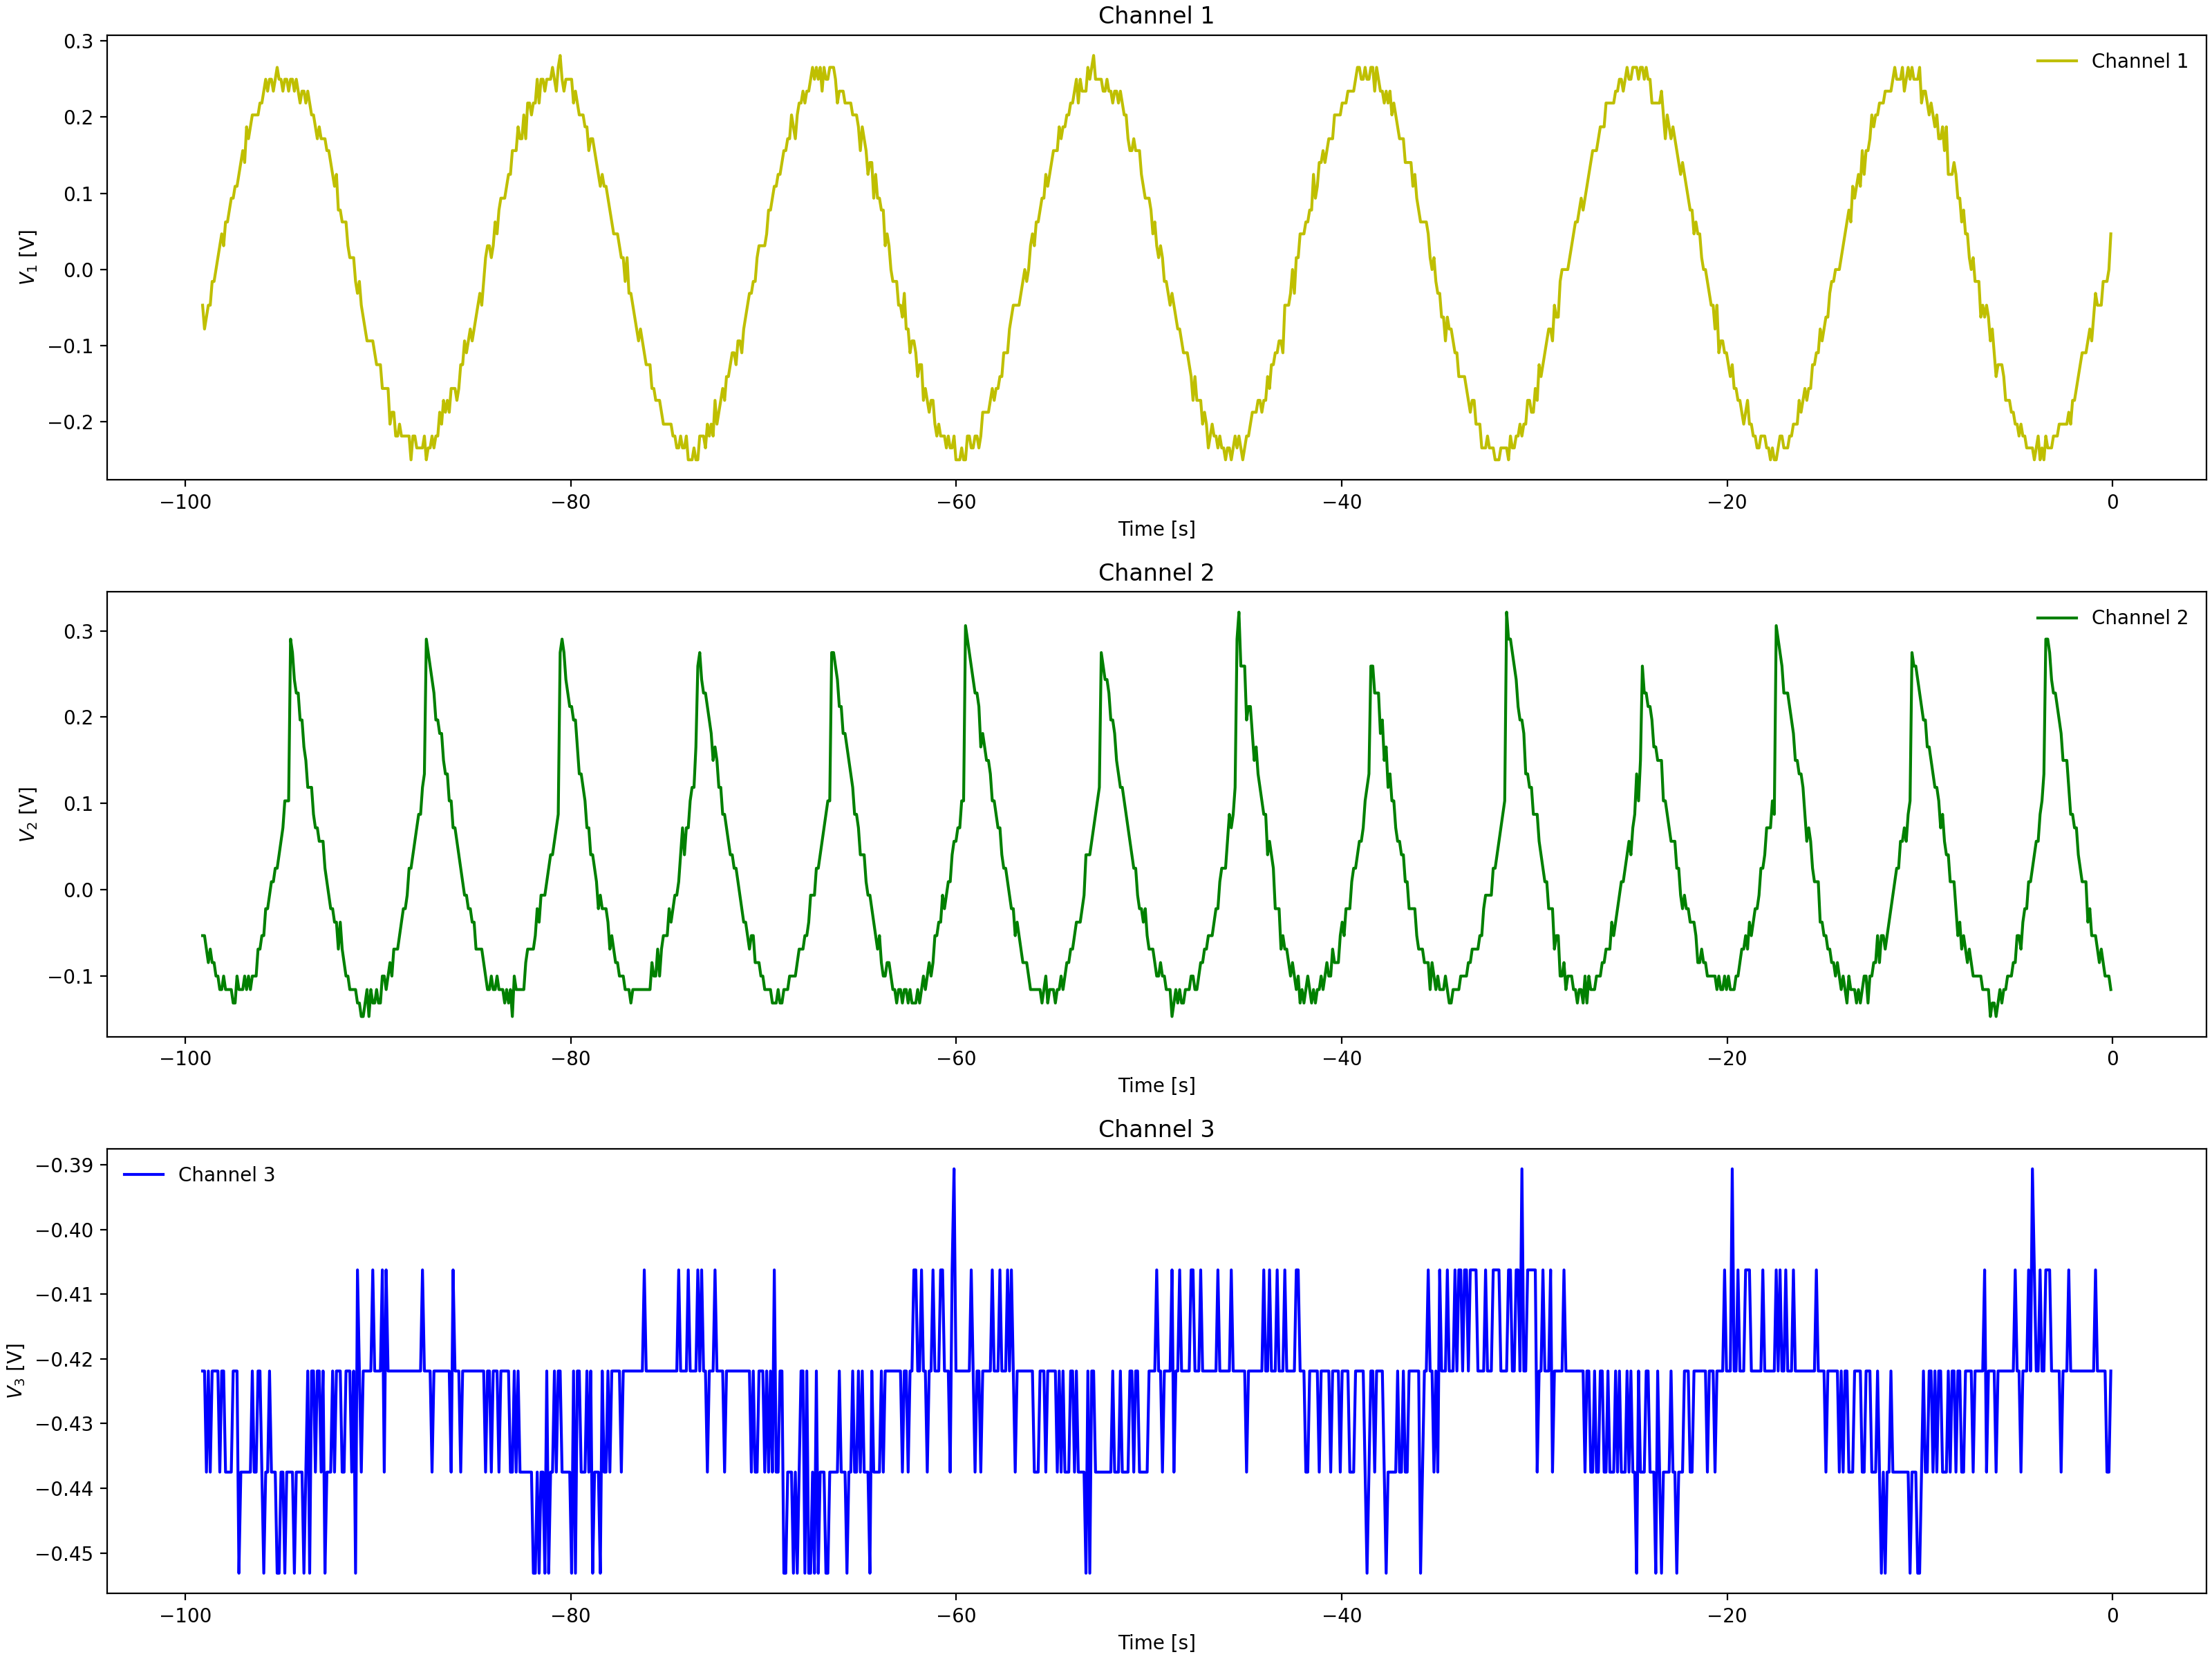 Channel 1
0.3
0.2
0.1
0.0
−0.1
−0.2
V₁ [V]
Channel 1
−100 −80 −60 −40 −20 0
Time [s]
Channel 2
0.3
0.2
0.1
0.0
−0.1
V₂ [V]
Channel 2
−100 −80 −60 −40 −20 0
Time [s]
Channel 3
−0.39
−0.40
−0.41
−0.42
−0.43
−0.44
−0.45
V₃ [V]
Channel 3
−100 −80 −60 −40 −20 0
Time [s]